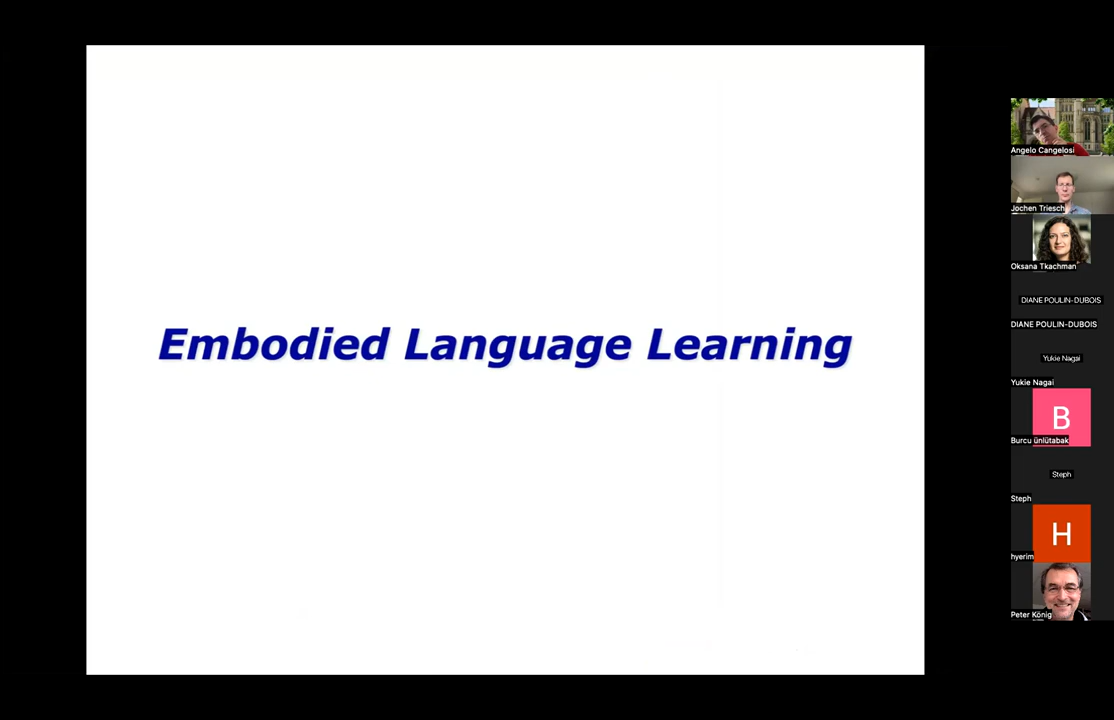 Embodied Language Learning
Angelo Cangelosi
Jochen Triesch
Oksana Tkachman
DIANE POULIN-DUBOIS
DIANE POULIN-DUBOIS
Yukie Nagai
Yukie Nagai
B
Burcu ünlütabak
Steph
Steph
H
hyerim
Peter König